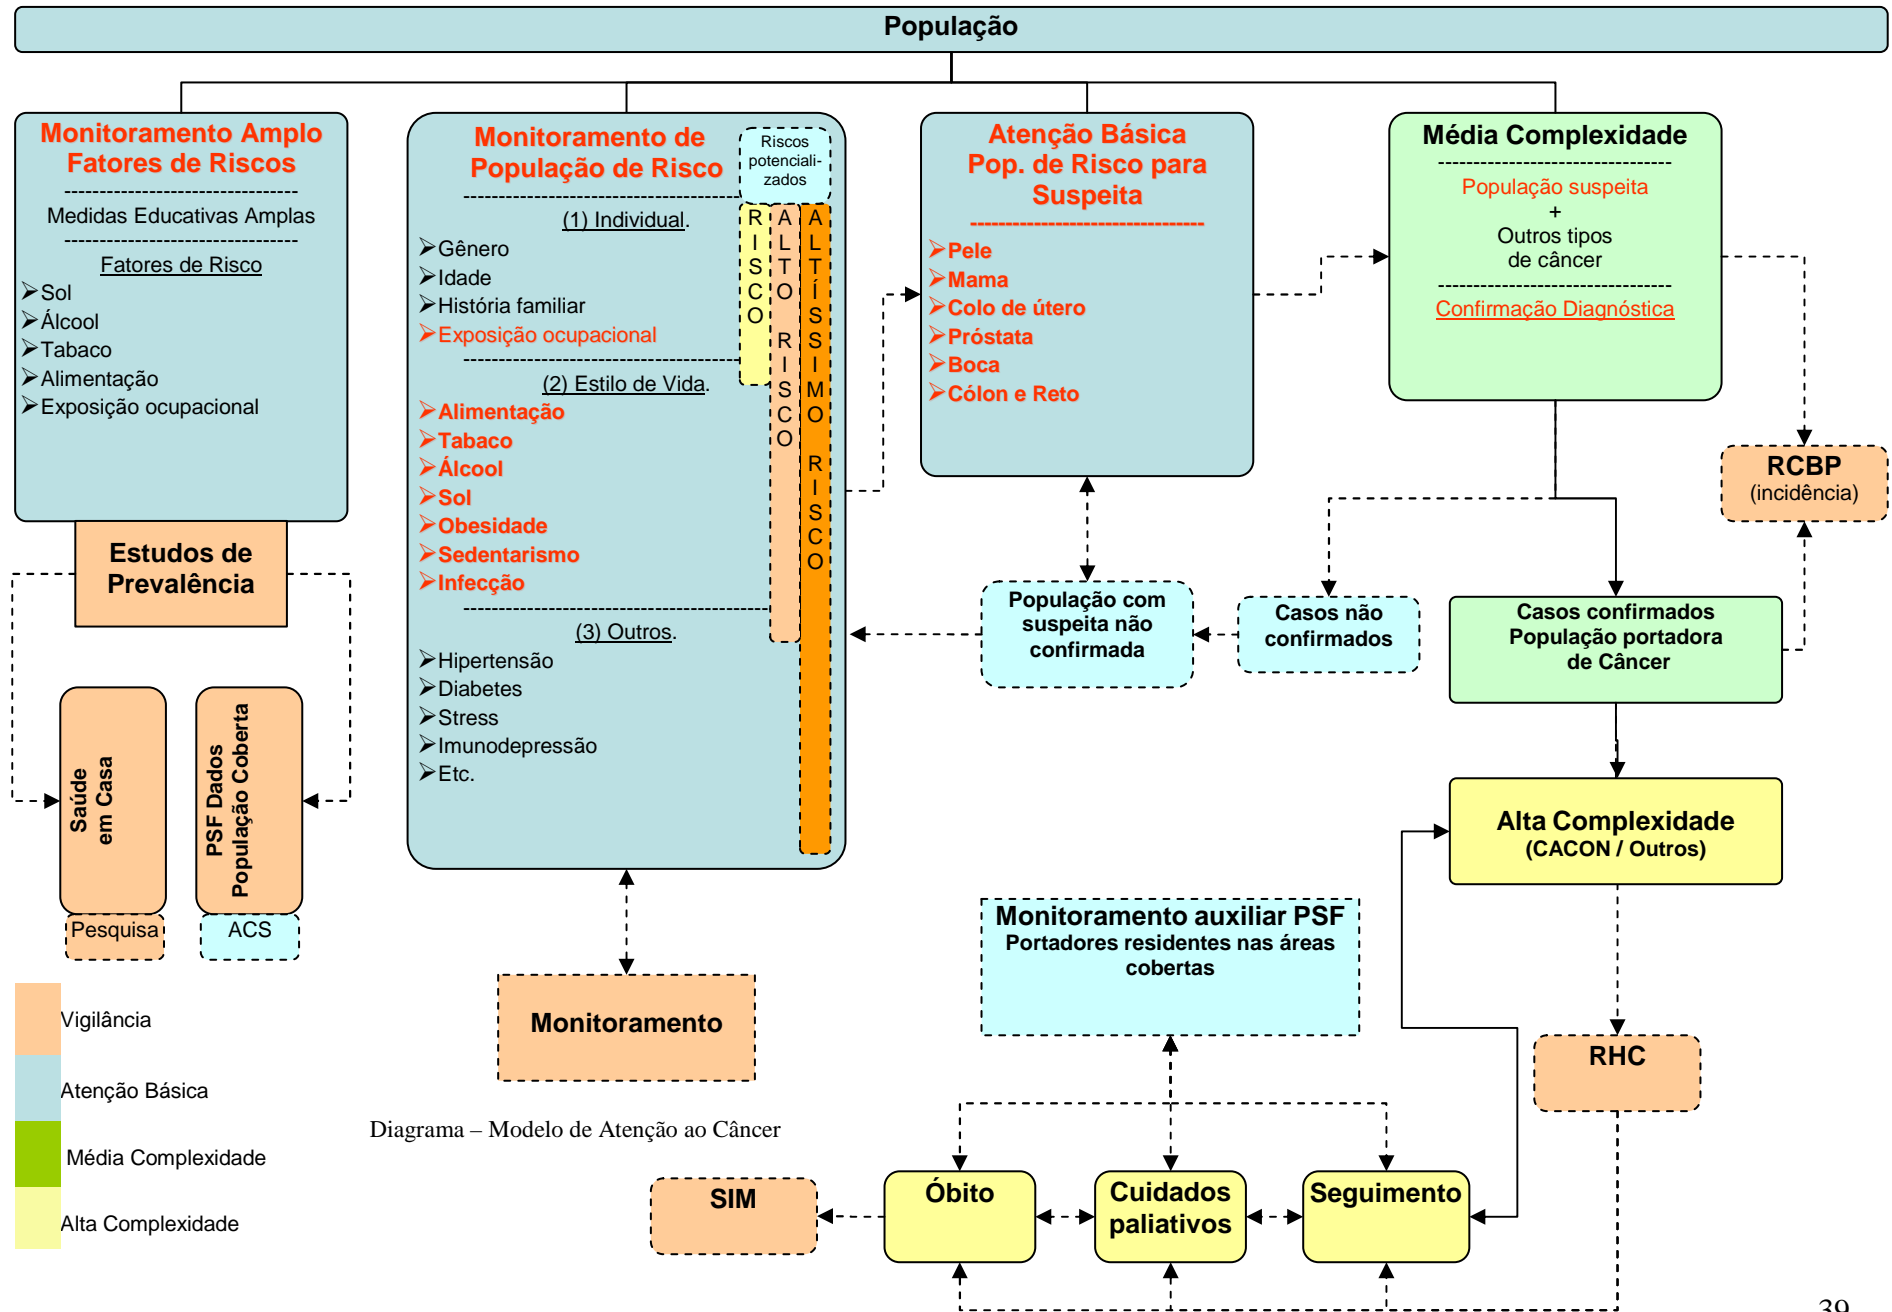 População
Monitoramento Amplo
Fatores de Riscos
Medidas Educativas Amplas
Fatores de Risco
➢Sol
➢Álcool
➢Tabaco
➢Alimentação
➢Exposição ocupacional
Estudos de
Prevalência
Saúde
em Casa
PSF Dados
População Coberta
Pesquisa
ACS
Monitoramento de
População de Risco
Riscos
potenciali-
zados
(1) Individual.
➢Gênero
➢Idade
➢História familiar
➢Exposição ocupacional
(2) Estilo de Vida.
➢Alimentação
➢Tabaco
➢Álcool
➢Sol
➢Obesidade
➢Sedentarismo
➢Infecção
(3) Outros.
➢Hipertensão
➢Diabetes
➢Stress
➢Imunodepressão
➢Etc.
RISCO
ALTO RISCO
ALTÍSSIMO RISCO
Monitoramento
Atenção Básica
Pop. de Risco para
Suspeita
➢Pele
➢Mama
➢Colo de útero
➢Próstata
➢Boca
➢Cólon e Reto
População com
suspeita não
confirmada
Casos não
confirmados
Média Complexidade
População suspeita
+
Outros tipos
de câncer
Confirmação Diagnóstica
RCBP
(incidência)
Casos confirmados
População portadora
de Câncer
Alta Complexidade
(CACON / Outros)
RHC
Monitoramento auxiliar PSF
Portadores residentes nas áreas
cobertas
SIM
Óbito
Cuidados
paliativos
Seguimento
Vigilância
Atenção Básica
Média Complexidade
Alta Complexidade
Diagrama – Modelo de Atenção ao Câncer
39